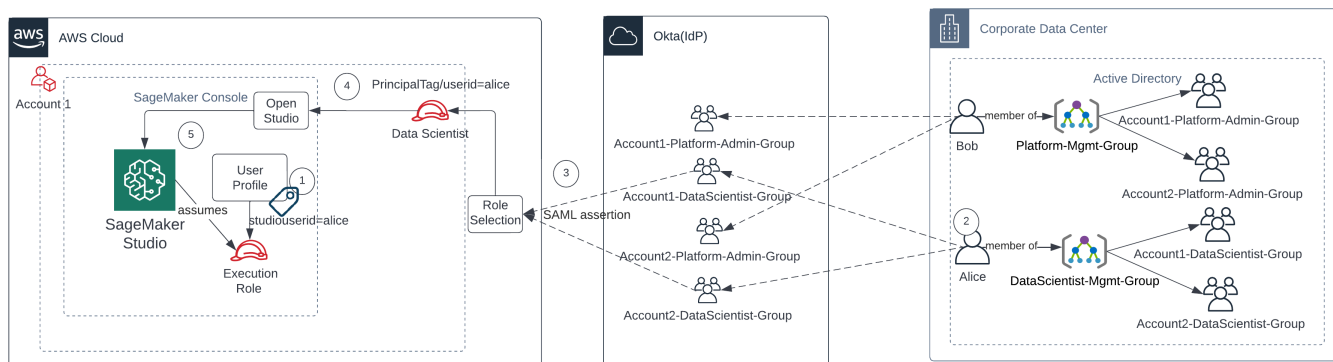 aws
AWS Cloud
Account 1
SageMaker Console
Open
Studio
4
PrincipalTag/userid=alice
Data Scientist
5
SageMaker
Studio
assumes
User
Profile
1
studiouserid=alice
Execution
Role
Role
Selection
3
SAML assertion
Okta(IdP)
Account1-Platform-Admin-Group
Account1-DataScientist-Group
Account2-Platform-Admin-Group
Account2-DataScientist-Group
Corporate Data Center
Active Directory
Bob
member of
Platform-Mgmt-Group
Account1-Platform-Admin-Group
Account2-Platform-Admin-Group
2
Alice
member of
DataScientist-Mgmt-Group
Account1-DataScientist-Group
Account2-DataScientist-Group